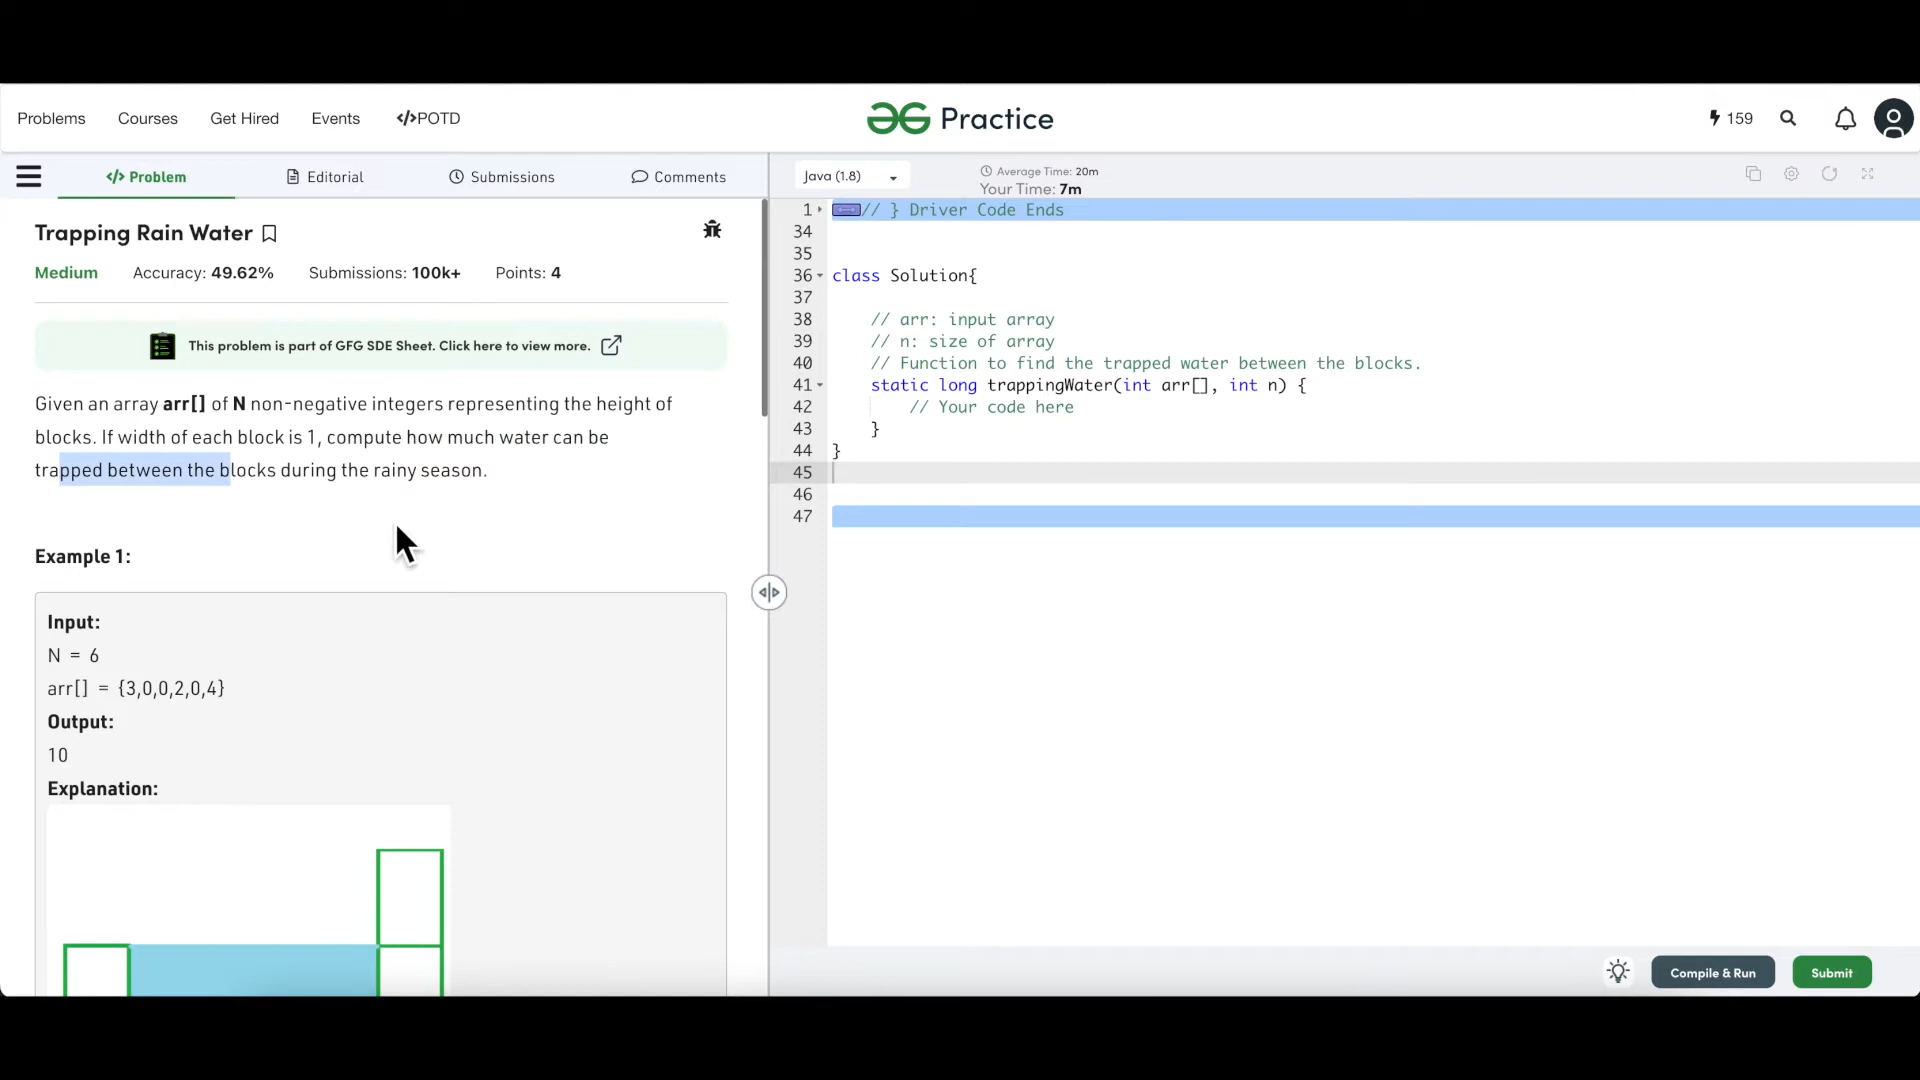 Problems Courses Get Hired Events </>POTD
Practice
159
</> Problem Editorial Submissions Comments
Trapping Rain Water
Medium Accuracy: 49.62% Submissions: 100k+ Points: 4
This problem is part of GFG SDE Sheet. Click here to view more.
Given an array arr[] of N non-negative integers representing the height of
blocks. If width of each block is 1, compute how much water can be
trapped between the blocks during the rainy season.
Example 1:
Input:
N = 6
arr[] = {3,0,0,2,0,4}
Output:
10
Explanation:
Java (1.8)
Average Time: 20m
Your Time: 7m
1 // } Driver Code Ends
34
35
36 class Solution{
37
38 // arr: input array
39 // n: size of array
40 // Function to find the trapped water between the blocks.
41 static long trappingWater(int arr[], int n) {
42 // Your code here
43 }
44 }
45
46
47
Compile & Run Submit